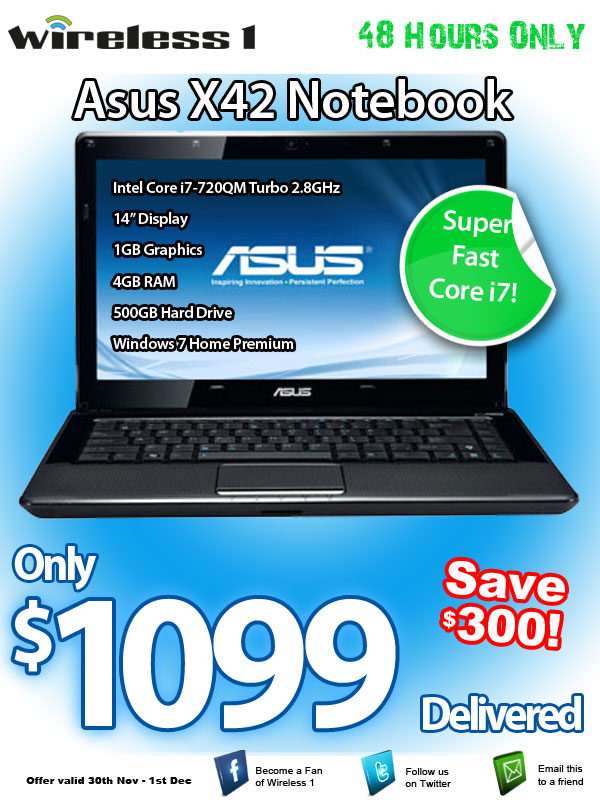 wireless 1
48 Hours Only
Asus X42 Notebook
Intel Core i7-720QM Turbo 2.8GHz
14” Display
1GB Graphics
4GB RAM
500GB Hard Drive
Windows 7 Home Premium
ASUS®
Inspiring Innovation • Persistent Perfection
Super
Fast
Core i7!
ASUS
Only
$1099
Save
$300!
Delivered
Offer valid 30th Nov - 1st Dec
Become a Fan
of Wireless 1
Follow us
on Twitter
Email this
to a friend